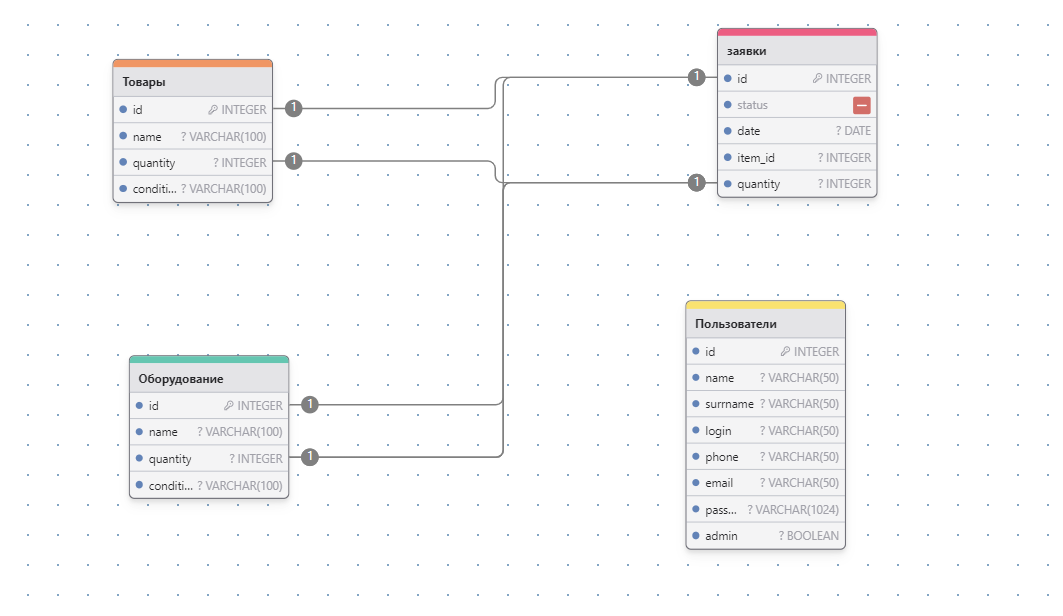 Товары
id INTEGER
name ? VARCHAR(100)
quantity ? INTEGER
conditi... ? VARCHAR(100)
1
1
1
1
заявки
id INTEGER
status
date ? DATE
item_id ? INTEGER
quantity ? INTEGER
Оборудование
id INTEGER
name ? VARCHAR(100)
quantity ? INTEGER
conditi... ? VARCHAR(100)
1
1
Пользователи
id INTEGER
name ? VARCHAR(50)
surrname ? VARCHAR(50)
login ? VARCHAR(50)
phone ? VARCHAR(50)
email ? VARCHAR(50)
pass... ? VARCHAR(1024)
admin ? BOOLEAN